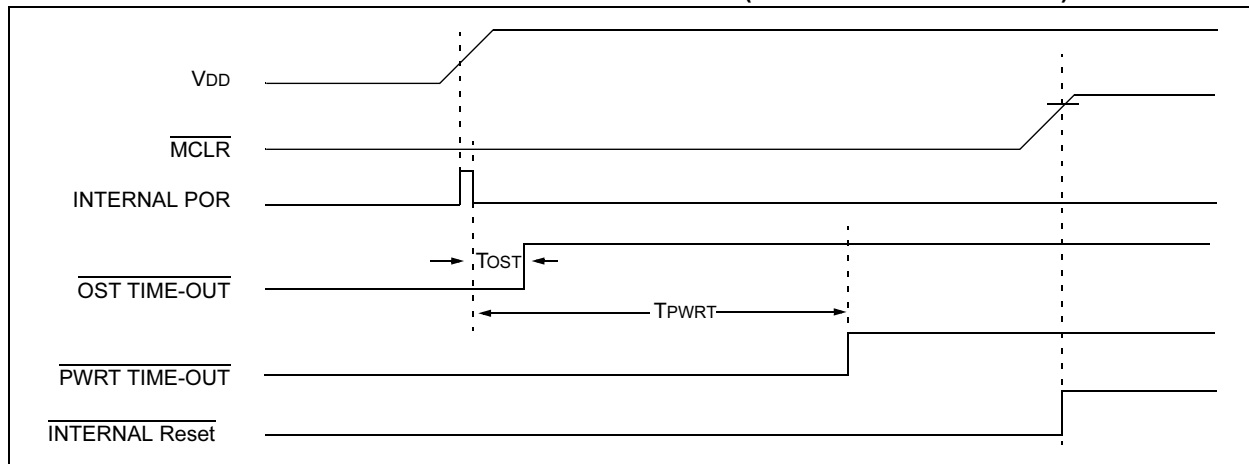 VDD
MCLR
INTERNAL POR
TOST
OST TIME-OUT
TPWRT
PWRT TIME-OUT
INTERNAL Reset